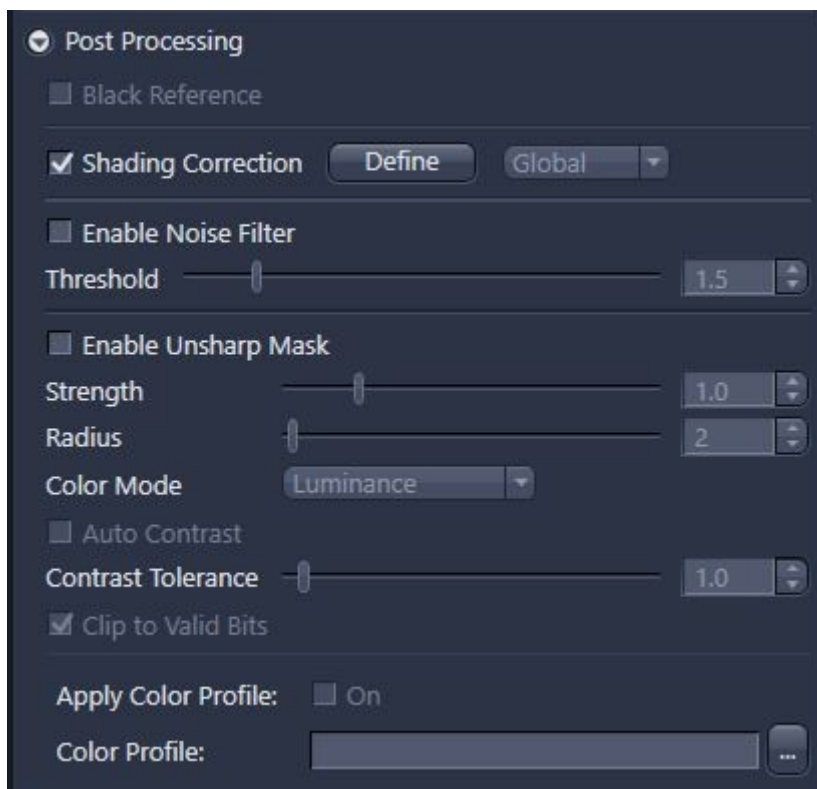 Post Processing
Black Reference
Shading Correction Define Global
Enable Noise Filter
Threshold 1.5
Enable Unsharp Mask
Strength 1.0
Radius 2
Color Mode Luminance
Auto Contrast
Contrast Tolerance 1.0
Clip to Valid Bits
Apply Color Profile: On
Color Profile: ...